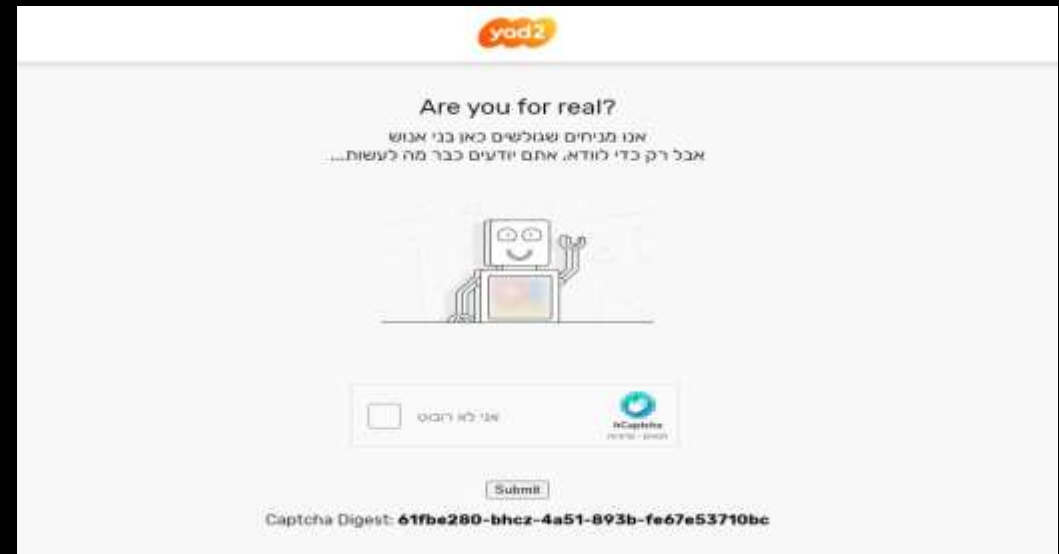 yad2
Are you for real?
אנו מניחים שגולשים כאן בני אנוש
אבל רק כדי לוודא, אתם יודעים כבר מה לעשות...
אני לא רובוט
hCaptcha
Submit
Captcha Digest: 61fbe280-bhcz-4a51-893b-fe67e53710bc